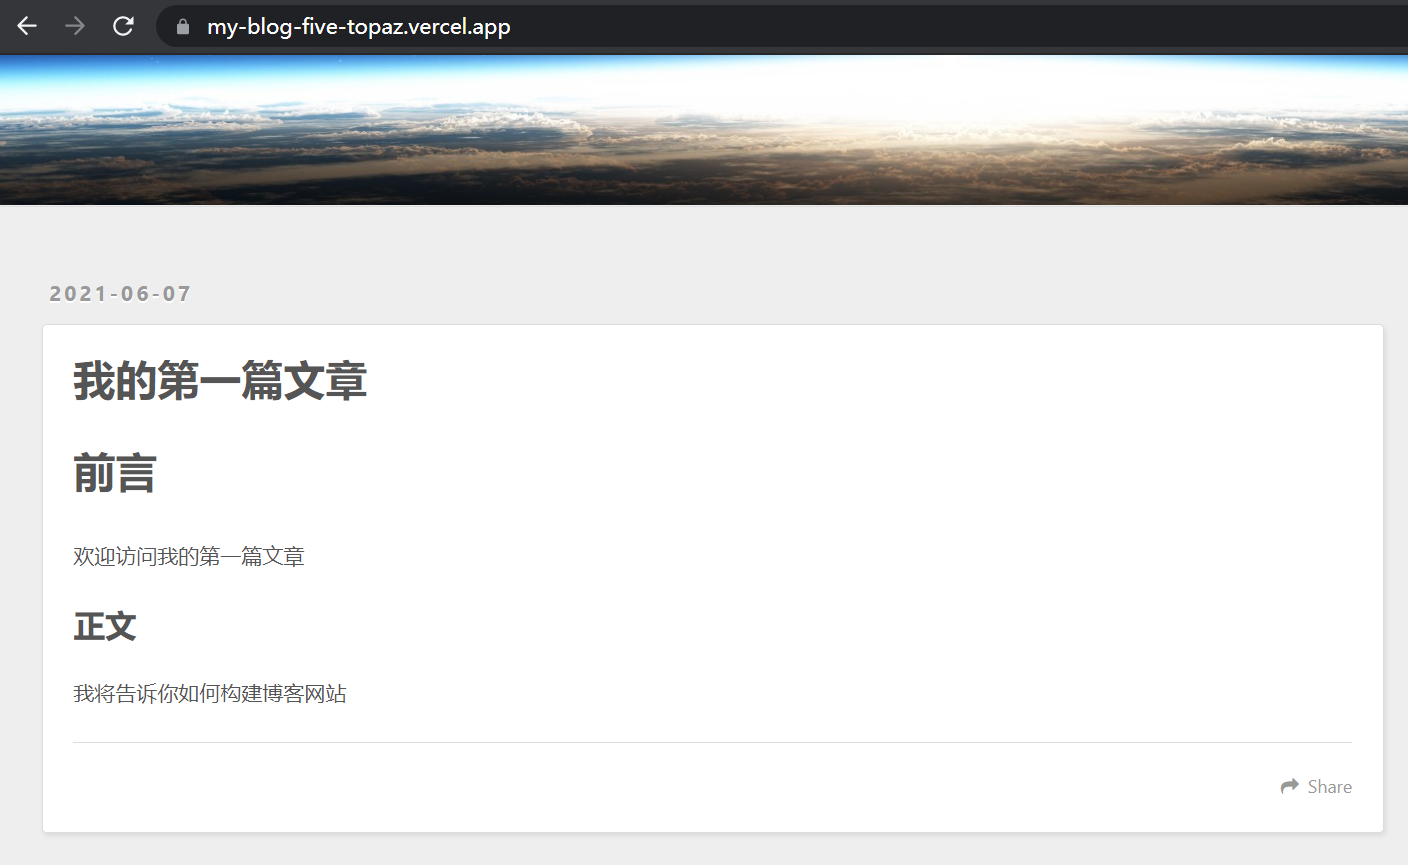 my-blog-five-topaz.vercel.app
2021-06-07
我的第一篇文章
前言
欢迎访问我的第一篇文章
正文
我将告诉你如何构建博客网站
Share